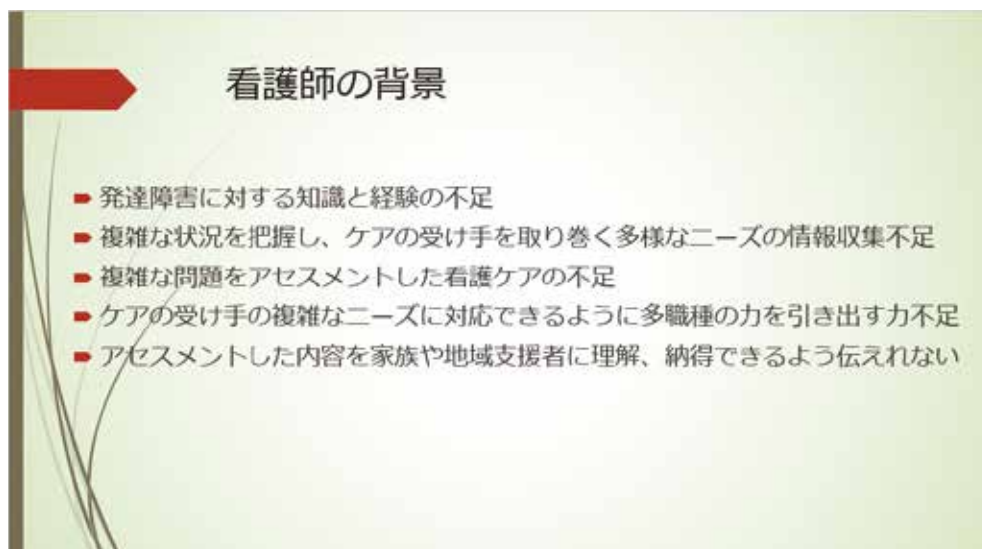 看護師の背景
発達障害に対する知識と経験の不足
複雑な状況を把握し、ケアの受け手を取り巻く多様なニーズの情報収集不足
複雑な問題をアセスメントした看護ケアの不足
ケアの受け手の複雑なニーズに対応できるように多職種の力を引き出す力不足
アセスメントした内容を家族や地域支援者に理解、納得できるよう伝えれない